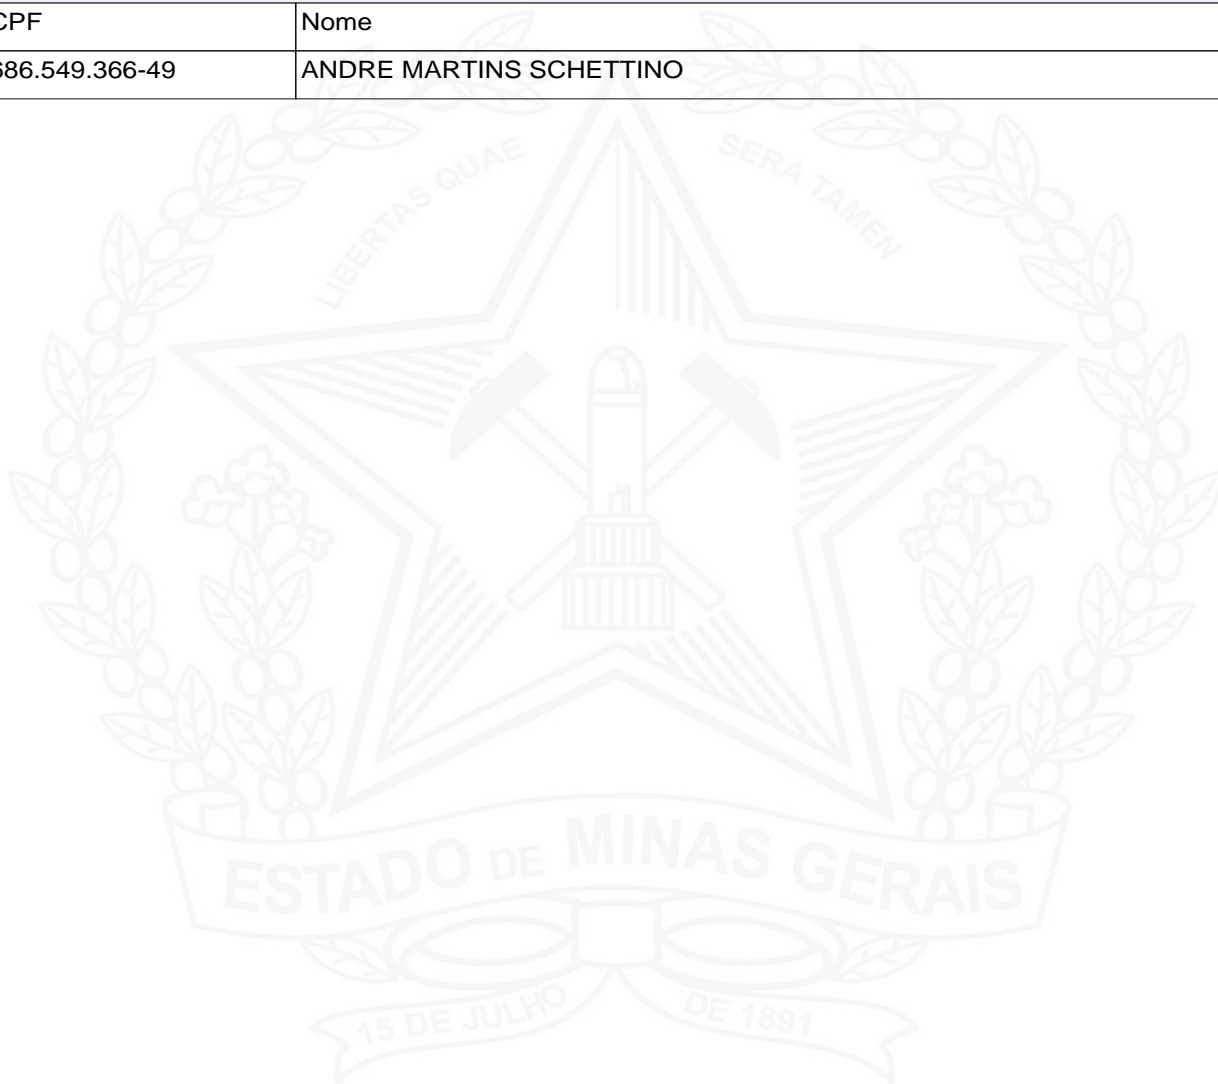 CPF Nome
686.549.366-49 ANDRE MARTINS SCHETTINO
LIBERTAS QUAE SERA TAMEN
ESTADO DE MINAS GERAIS
15 DE JULHO DE 1891